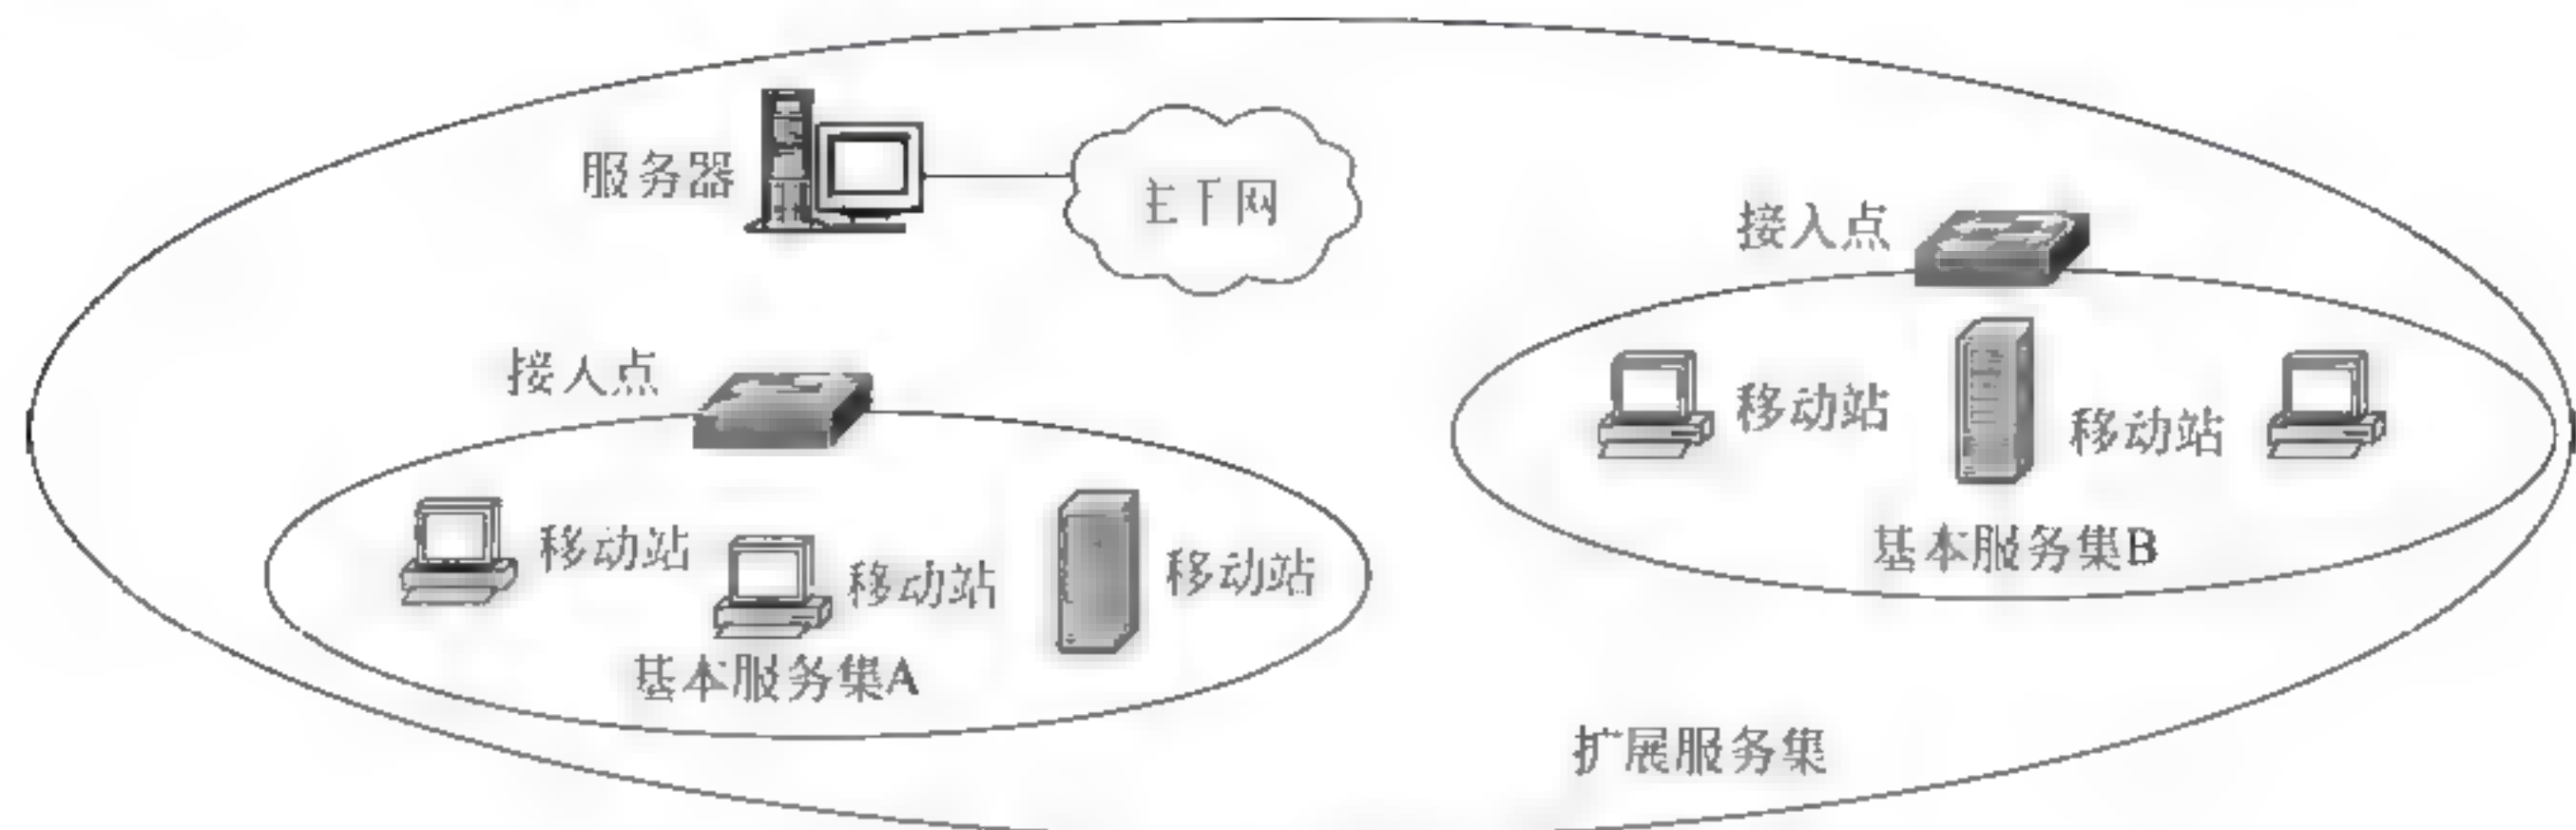 服务器
主干网
接入点
接入点
移动站
移动站
基本服务集B
移动站
移动站
移动站
基本服务集A
扩展服务集